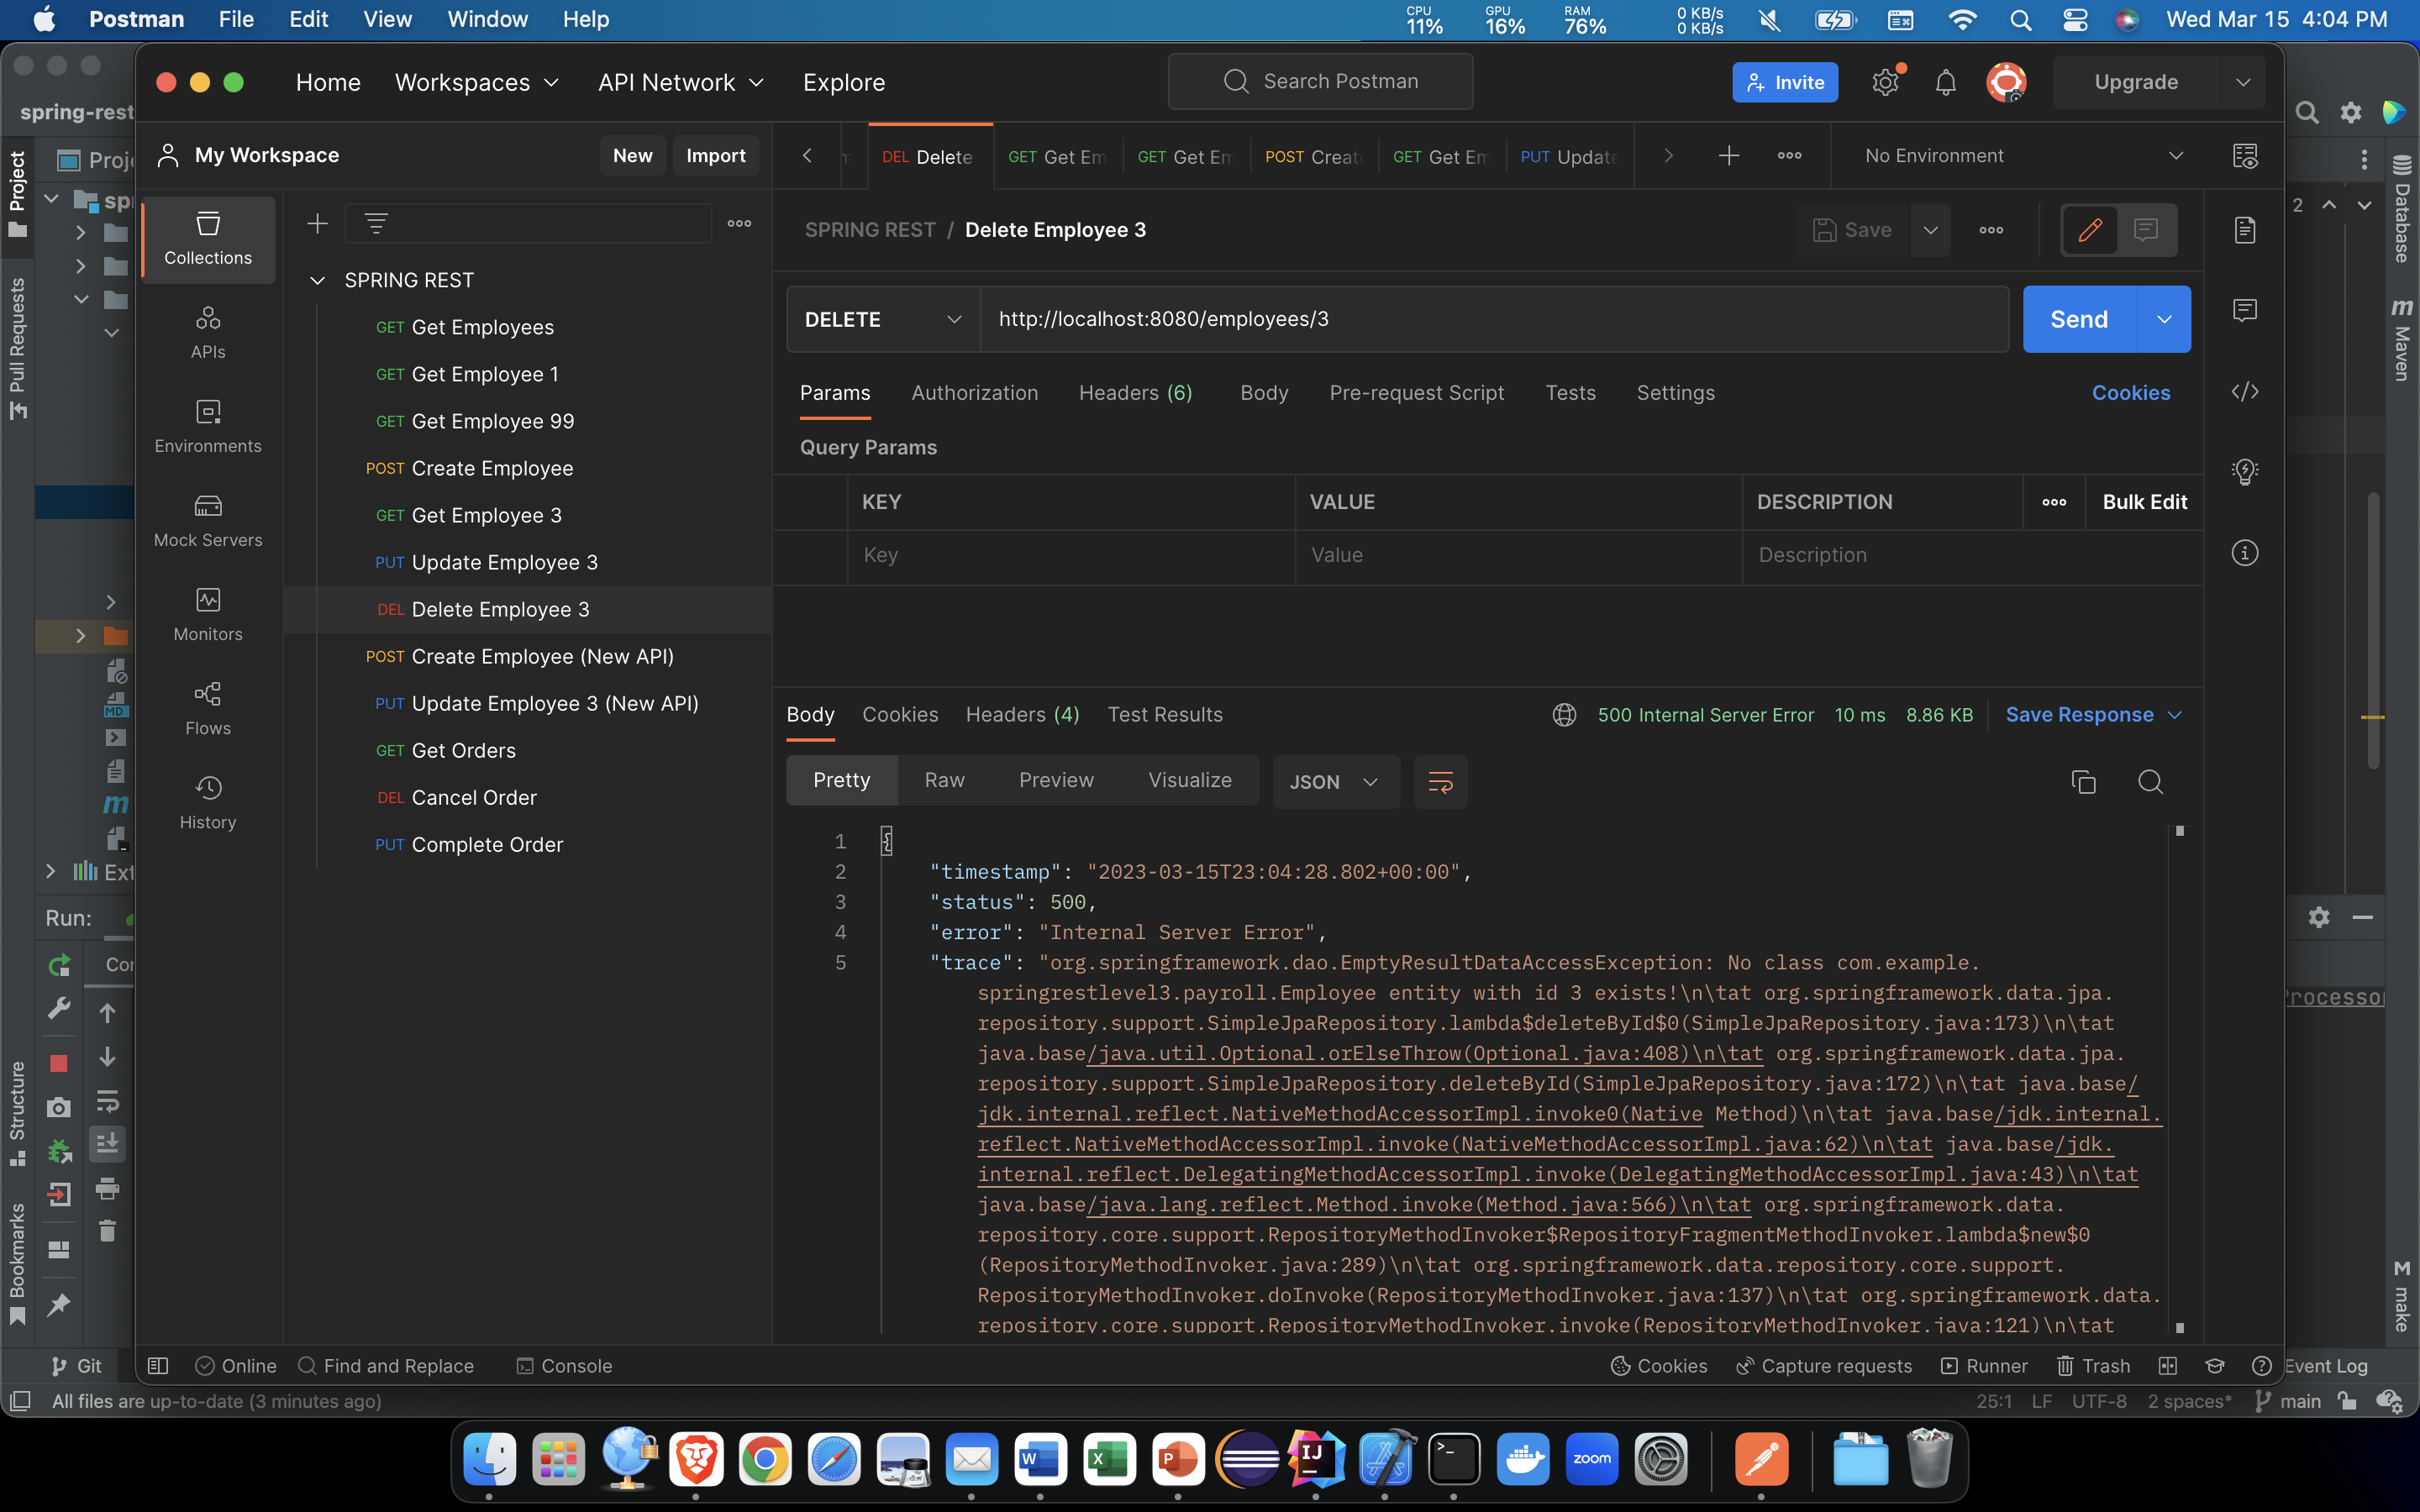 Postman File Edit View Window Help
CPU 11% GPU 16% RAM 76% 0 KB/s 0 KB/s Wed Mar 15 4:04 PM
Home Workspaces API Network Explore Search Postman Invite Upgrade
spring-rest
My Workspace New Import
DEL Delete GET Get Em GET Get Em POST Creat GET Get Em PUT Update No Environment
Project
Pull Requests
Structure
Bookmarks
Proj
sp
MD
Ext
Run:
Cor
Collections
APIs
Environments
Mock Servers
Monitors
Flows
History
SPRING REST
GET Get Employees
GET Get Employee 1
GET Get Employee 99
POST Create Employee
GET Get Employee 3
PUT Update Employee 3
DEL Delete Employee 3
POST Create Employee (New API)
PUT Update Employee 3 (New API)
GET Get Orders
DEL Cancel Order
PUT Complete Order
SPRING REST / Delete Employee 3 Save
DELETE http://localhost:8080/employees/3 Send
Params Authorization Headers (6) Body Pre-request Script Tests Settings Cookies
Query Params
KEY VALUE DESCRIPTION Bulk Edit
Key Value Description
Body Cookies Headers (4) Test Results 500 Internal Server Error 10 ms 8.86 KB Save Response
Pretty Raw Preview Visualize JSON
1 {
2 "timestamp": "2023-03-15T23:04:28.802+00:00",
3 "status": 500,
4 "error": "Internal Server Error",
5 "trace": "org.springframework.dao.EmptyResultDataAccessException: No class com.example.
springrestlevel3.payroll.Employee entity with id 3 exists!\n\tat org.springframework.data.jpa.
repository.support.SimpleJpaRepository.lambda$deleteById$0(SimpleJpaRepository.java:173)\n\tat
java.base/java.util.Optional.orElseThrow(Optional.java:408)\n\tat org.springframework.data.jpa.
repository.support.SimpleJpaRepository.deleteById(SimpleJpaRepository.java:172)\n\tat java.base/
jdk.internal.reflect.NativeMethodAccessorImpl.invoke0(Native Method)\n\tat java.base/jdk.internal.
reflect.NativeMethodAccessorImpl.invoke(NativeMethodAccessorImpl.java:62)\n\tat java.base/jdk.
internal.reflect.DelegatingMethodAccessorImpl.invoke(DelegatingMethodAccessorImpl.java:43)\n\tat
java.base/java.lang.reflect.Method.invoke(Method.java:566)\n\tat org.springframework.data.
repository.core.support.RepositoryMethodInvoker$RepositoryFragmentMethodInvoker.lambda$new$0
(RepositoryMethodInvoker.java:289)\n\tat org.springframework.data.repository.core.support.
RepositoryMethodInvoker.doInvoke(RepositoryMethodInvoker.java:137)\n\tat org.springframework.data.
repository.core.support.RepositoryMethodInvoker.invoke(RepositoryMethodInvoker.java:121)\n\tat
2
Database
m Maven
rocessor
M make
Git Online Find and Replace Console Cookies Capture requests Runner Trash Event Log
All files are up-to-date (3 minutes ago) 25:1 LF UTF-8 2 spaces* main
W X P IJ zoom